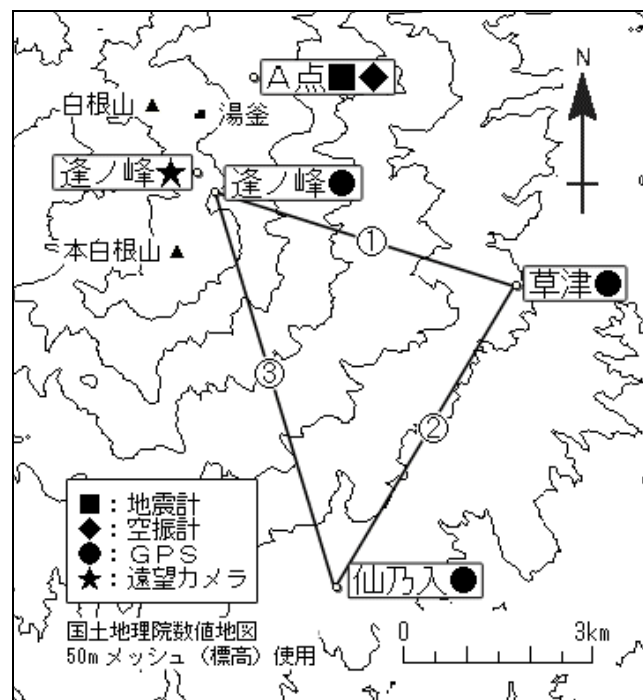 A点■◆
N
白根山▲
湯釜
逢ノ峰★
逢ノ峰●
本白根山▲
①
草津●
③
②
■：地震計
◆：空振計
●：GPS
★：遠望カメラ
仙乃入●
国土地理院数値地図
50mメッシュ（標高）使用
0 3km